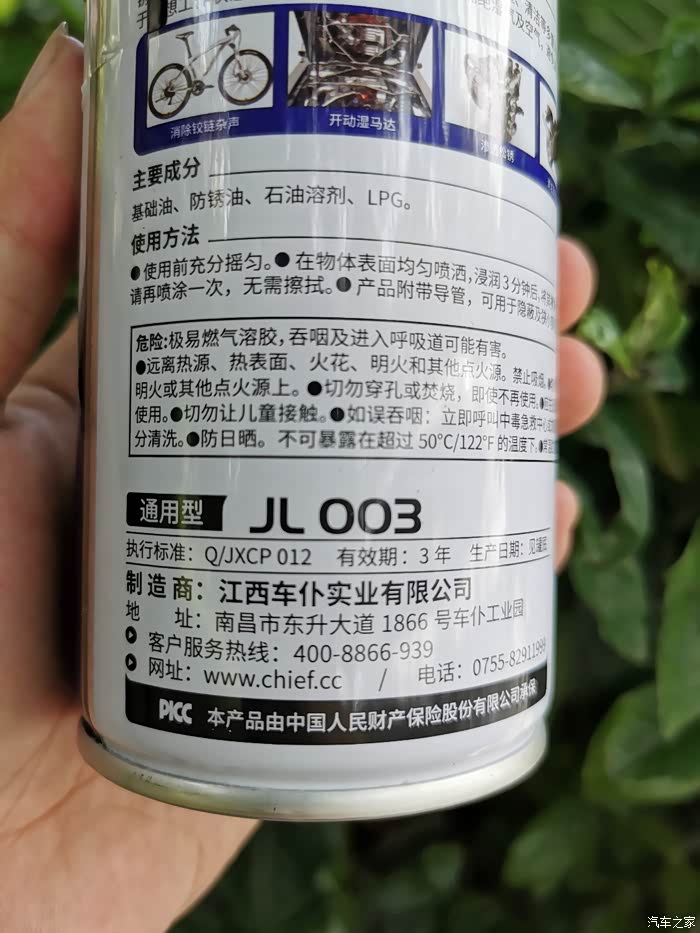 消除铰链杂声
开动湿马达
主要成分
基础油、防锈油、石油溶剂、LPG。
使用方法
●使用前充分摇匀。●在物体表面均匀喷洒,浸润3分钟后,
请再喷涂一次,无需擦拭。●产品附带导管,可用于隐蔽及狭小
危险:极易燃气溶胶,吞咽及进入呼吸道可能有害。
●远离热源、热表面、火花、明火和其他点火源。禁止吸烟。
明火或其他点火源上。●切勿穿孔或焚烧,即使不再使用。
使用。●切勿让儿童接触。●如误吞咽:立即呼叫中毒急救中心
分清洗。●防日晒。不可暴露在超过50°C/122°F的温度下。
通用型 JL 003
执行标准:Q/JXCP 012 有效期:3年 生产日期:见罐底
制造商:江西车仆实业有限公司
地 址:南昌市东升大道1866号车仆工业园
客户服务热线:400-8866-939
网址:www.chief.cc / 电话:0755-82911999
PICC 本产品由中国人民财产保险股份有限公司承保
汽车之家